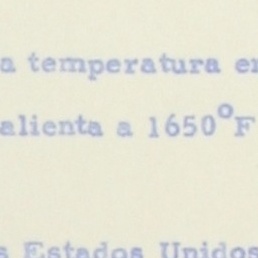 a temperatura en
alienta a 1650°F
s Estados Unidos